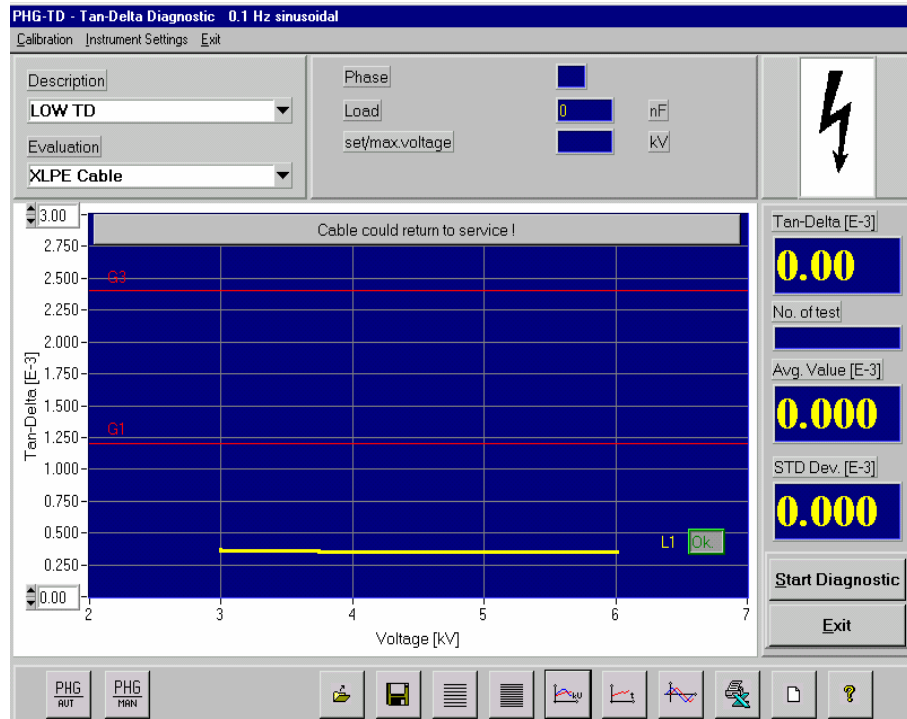 PHG-TD - Tan-Delta Diagnostic 0.1 Hz sinusoidal
Calibration Instrument Settings Exit
Description
LOW TD
Evaluation
XLPE Cable
Phase
Load 0 nF
set/max.voltage kV
Cable could return to service !
3.00
2.750
2.500
2.250
2.000
1.750
1.500
1.250
1.000
0.750
0.500
0.250
0.00
Tan-Delta [E-3]
G3
G1
L1 Ok.
2 3 4 5 6 7
Voltage [kV]
Tan-Delta [E-3]
0.00
No. of test
Avg. Value [E-3]
0.000
STD Dev. [E-3]
0.000
Start Diagnostic
Exit
PHG AUT
PHG MAN
kV
t
?